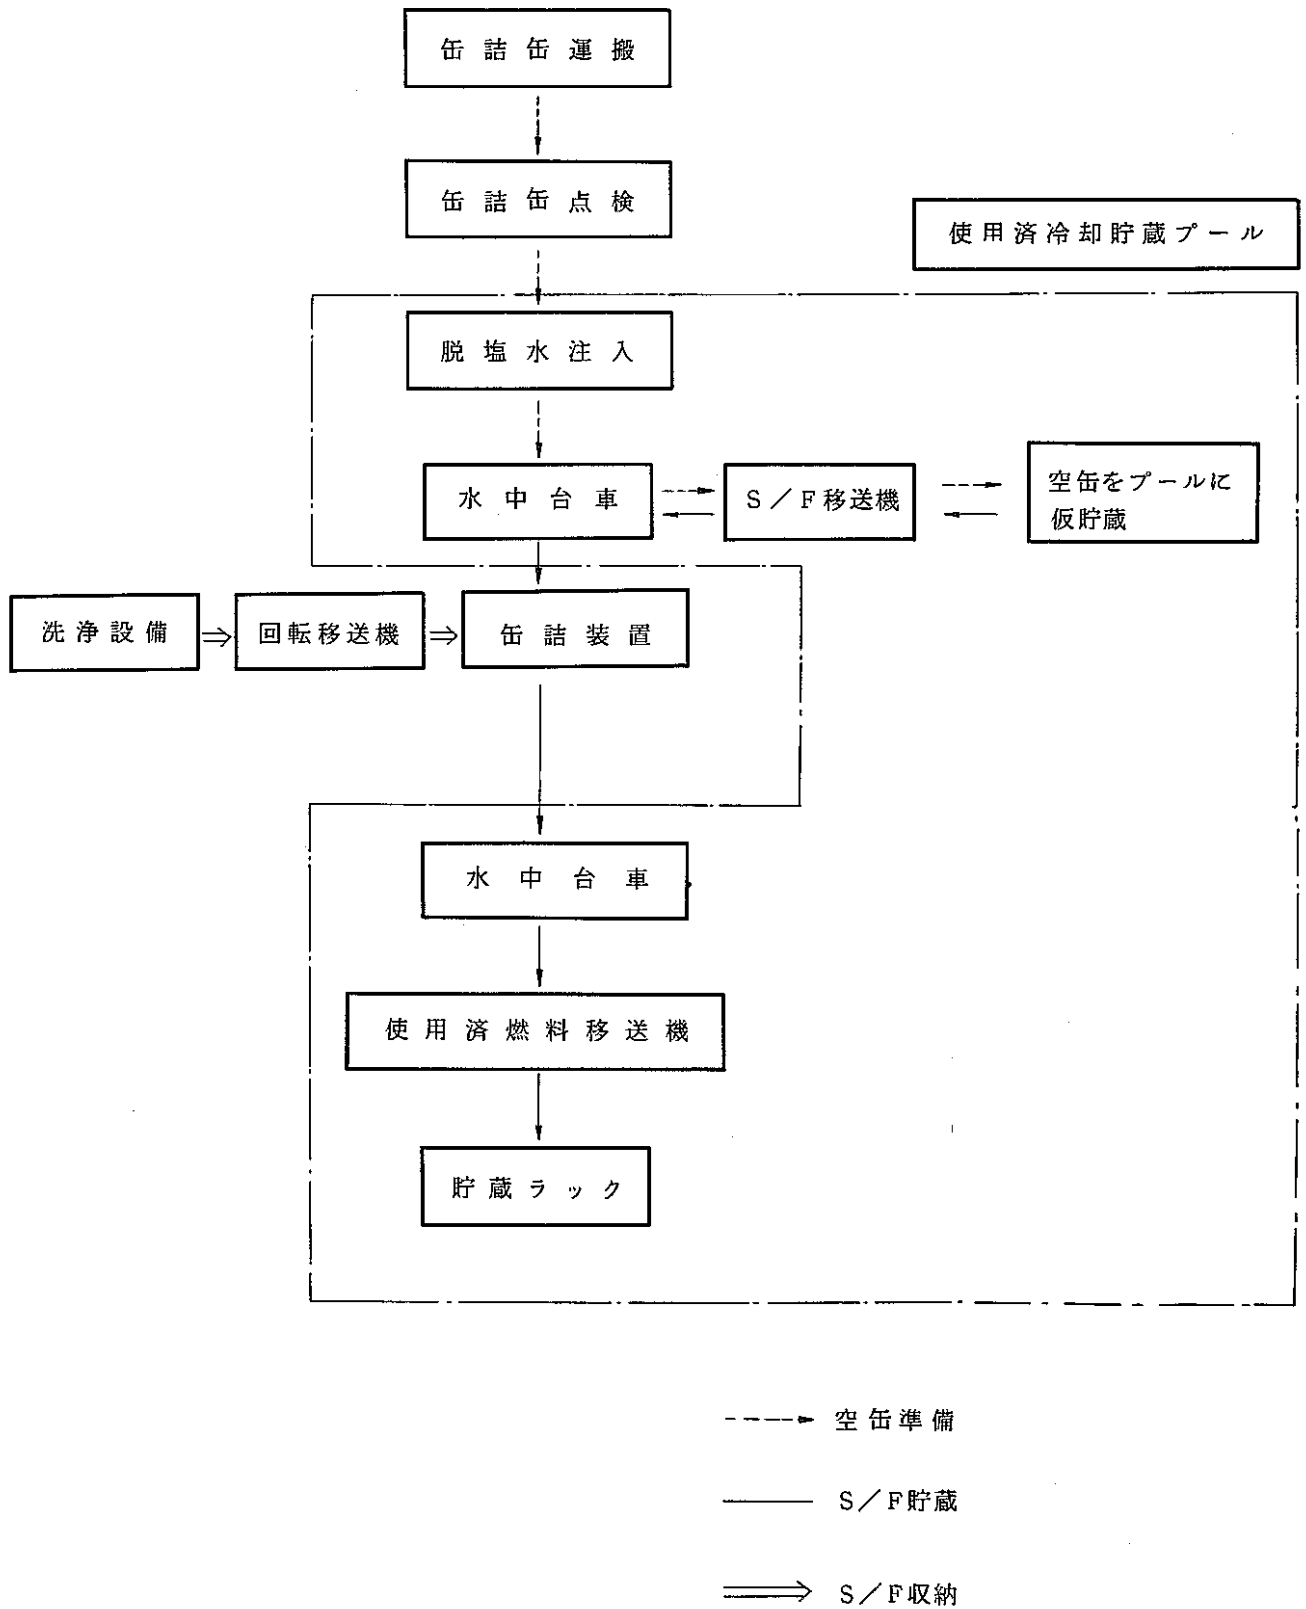 缶詰缶運搬
缶詰缶点検
使用済冷却貯蔵プール
脱塩水注入
水中台車
S／F移送機
空缶をプールに
仮貯蔵
洗浄設備
回転移送機
缶詰装置
水中台車
使用済燃料移送機
貯蔵ラック
空缶準備
S／F貯蔵
S／F収納